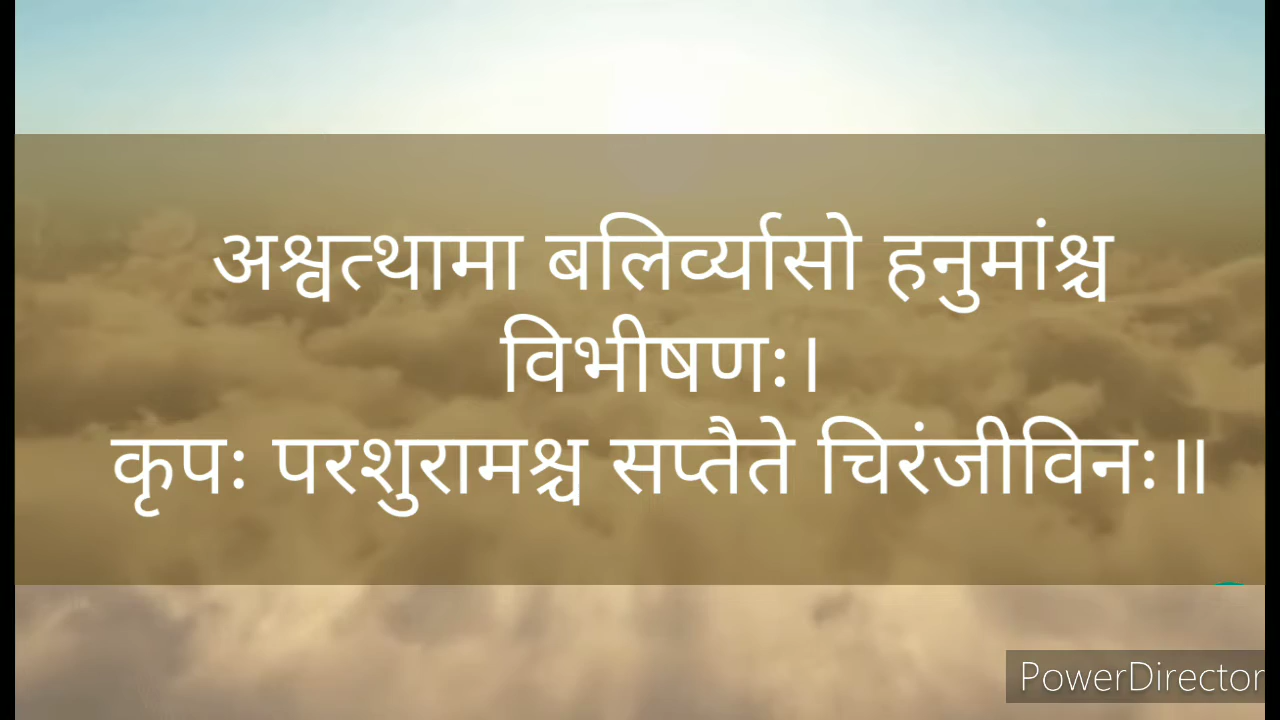 अश्वत्थामा बलिर्व्यासो हनुमांश्च
विभीषणः।
कृपः परशुरामश्च सप्तैते चिरंजीविनः॥
PowerDirector